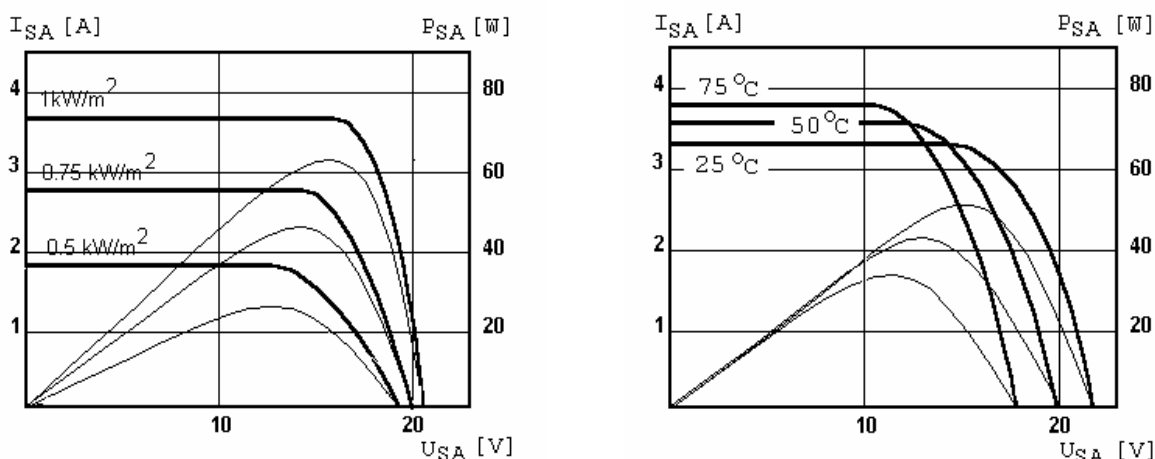 I_SA [A] P_SA [W]
4 80
1kW/m²
3 60
0.75 kW/m²
2 40
0.5 kW/m²
1 20
10 20
U_SA [V]
I_SA [A] P_SA [W]
4 80
75 °C
50 °C
3 60
25 °C
2 40
1 20
10 20
U_SA [V]